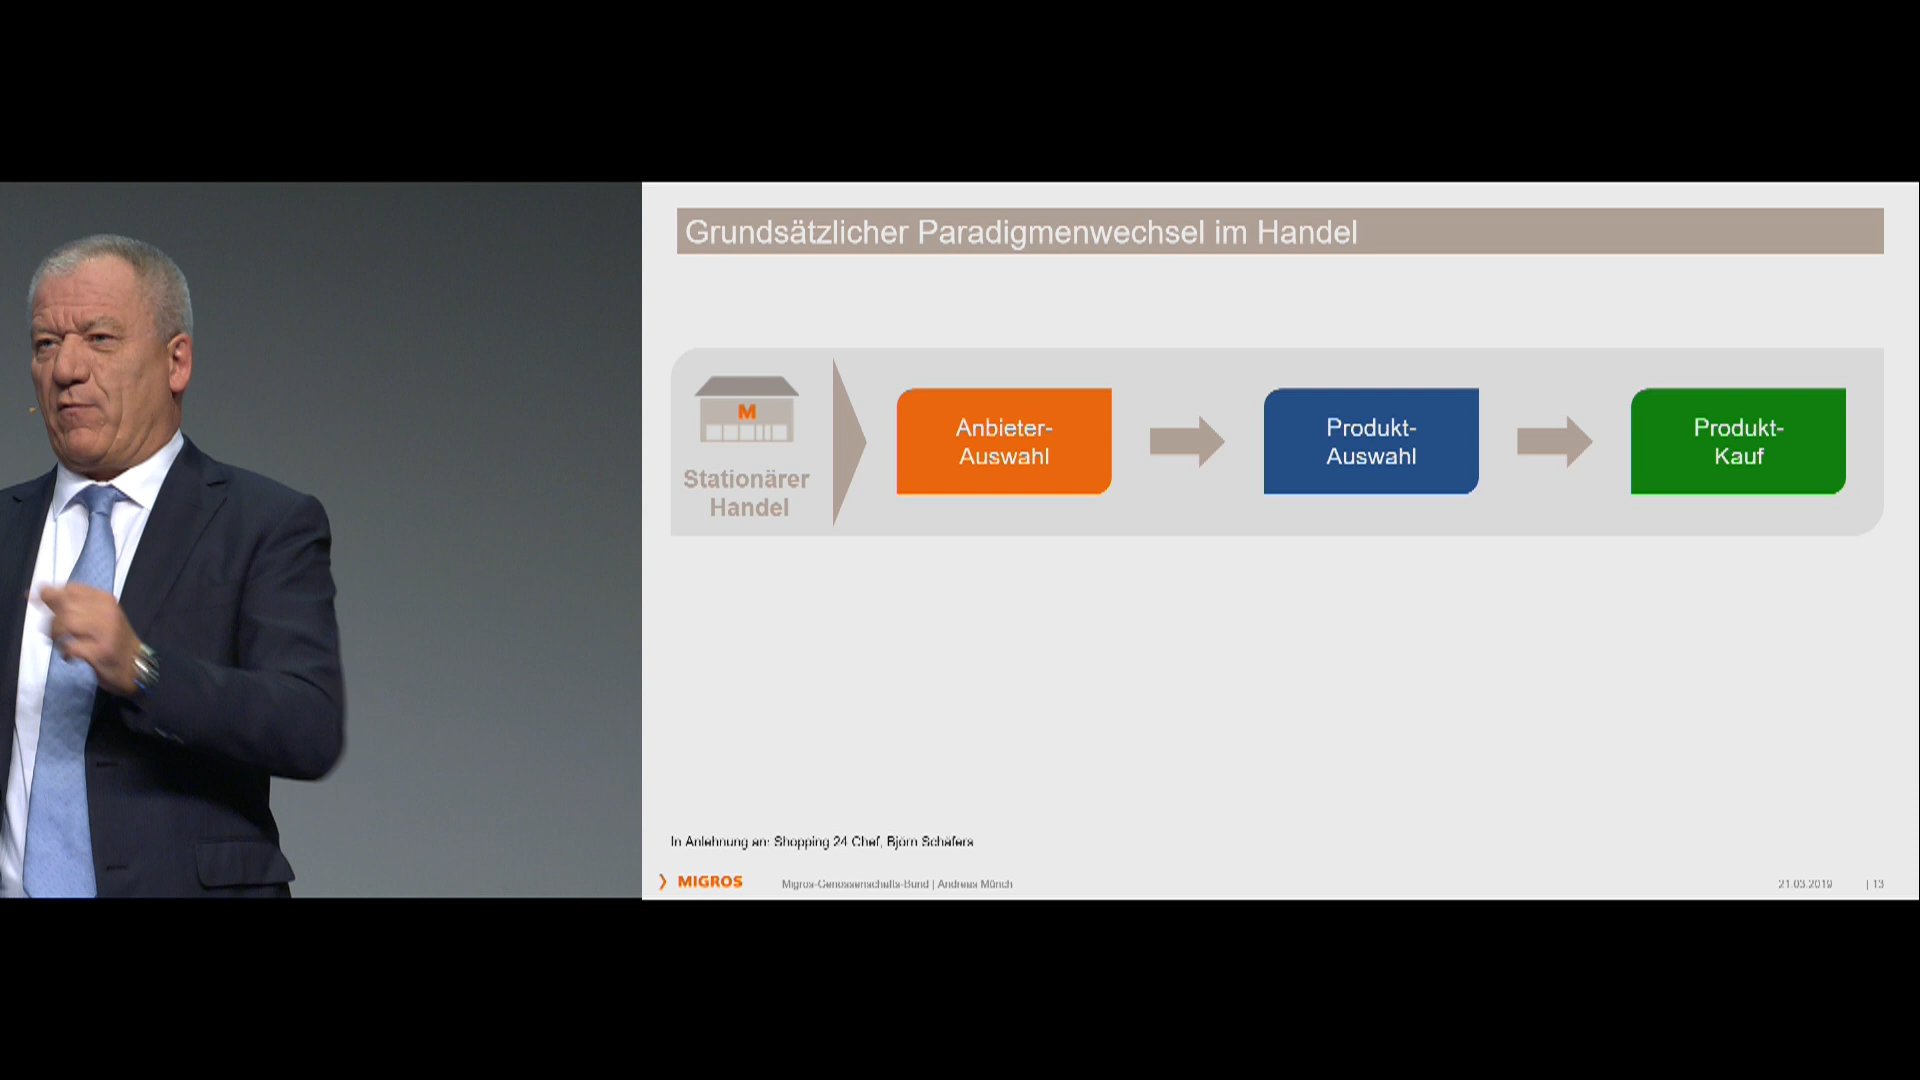 Grundsätzlicher Paradigmenwechsel im Handel
M
Stationärer
Handel
Anbieter-
Auswahl
Produkt-
Auswahl
Produkt-
Kauf
In Anlehnung an: Shopping 24 Chef, Björn Schäfers
MIGROS
Migros-Genossenschafts-Bund | Andreas Münch
21.03.2019
| 13